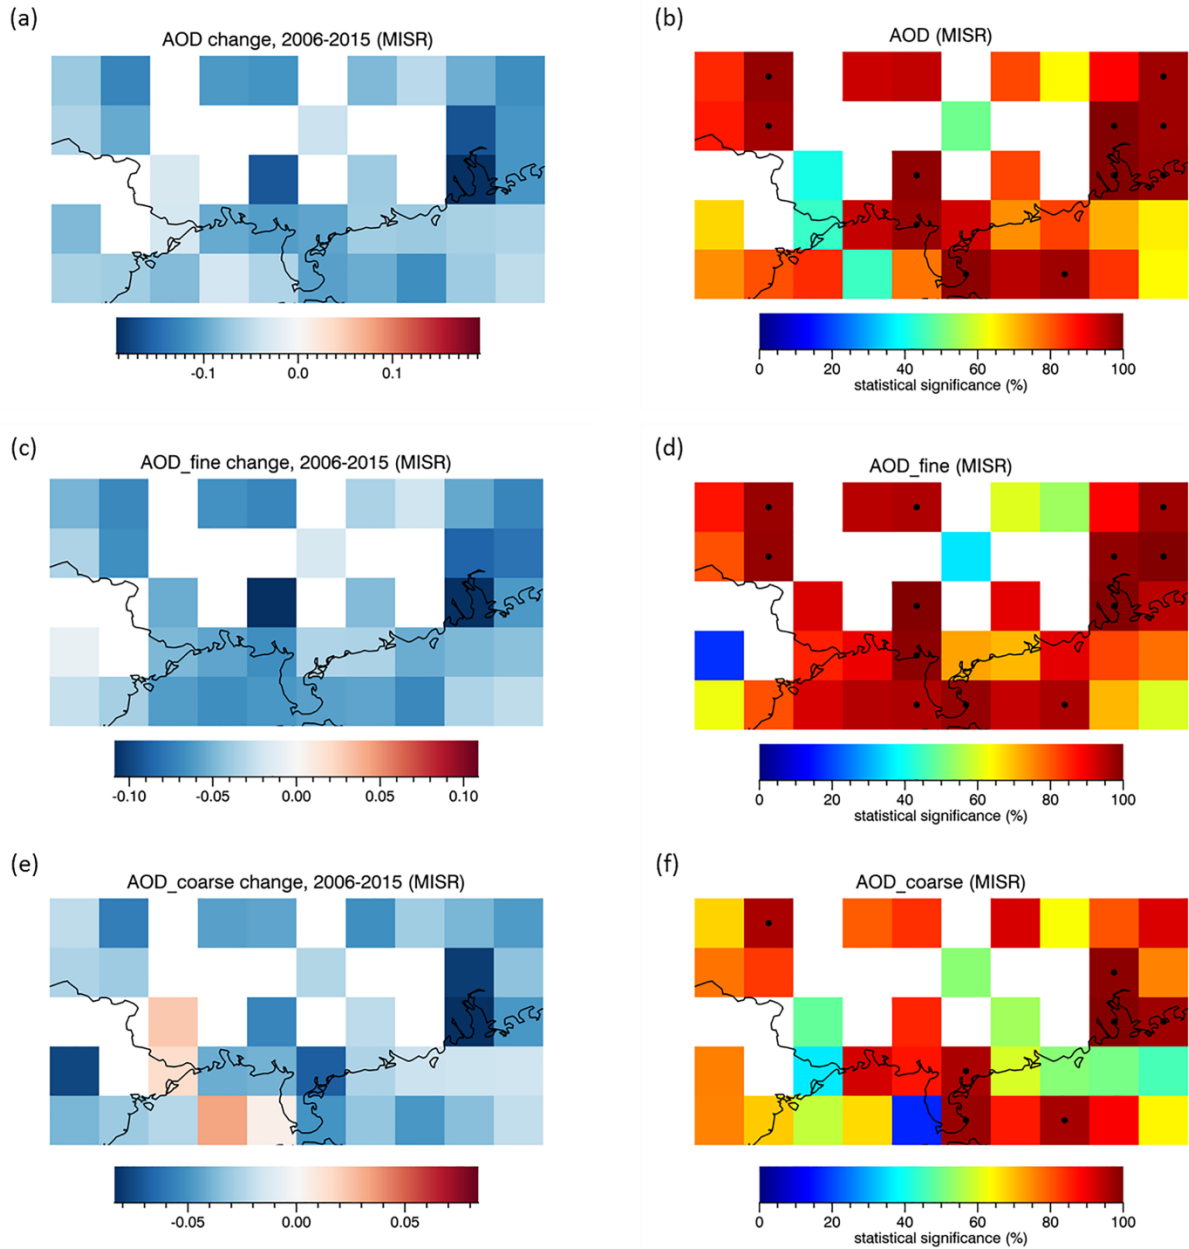 (a)
AOD change, 2006-2015 (MISR)
-0.1 0.0 0.1
(b)
AOD (MISR)
0 20 40 60 80 100
statistical significance (%)
(c)
AOD_fine change, 2006-2015 (MISR)
-0.10 -0.05 0.00 0.05 0.10
(d)
AOD_fine (MISR)
0 20 40 60 80 100
statistical significance (%)
(e)
AOD_coarse change, 2006-2015 (MISR)
-0.05 0.00 0.05
(f)
AOD_coarse (MISR)
0 20 40 60 80 100
statistical significance (%)